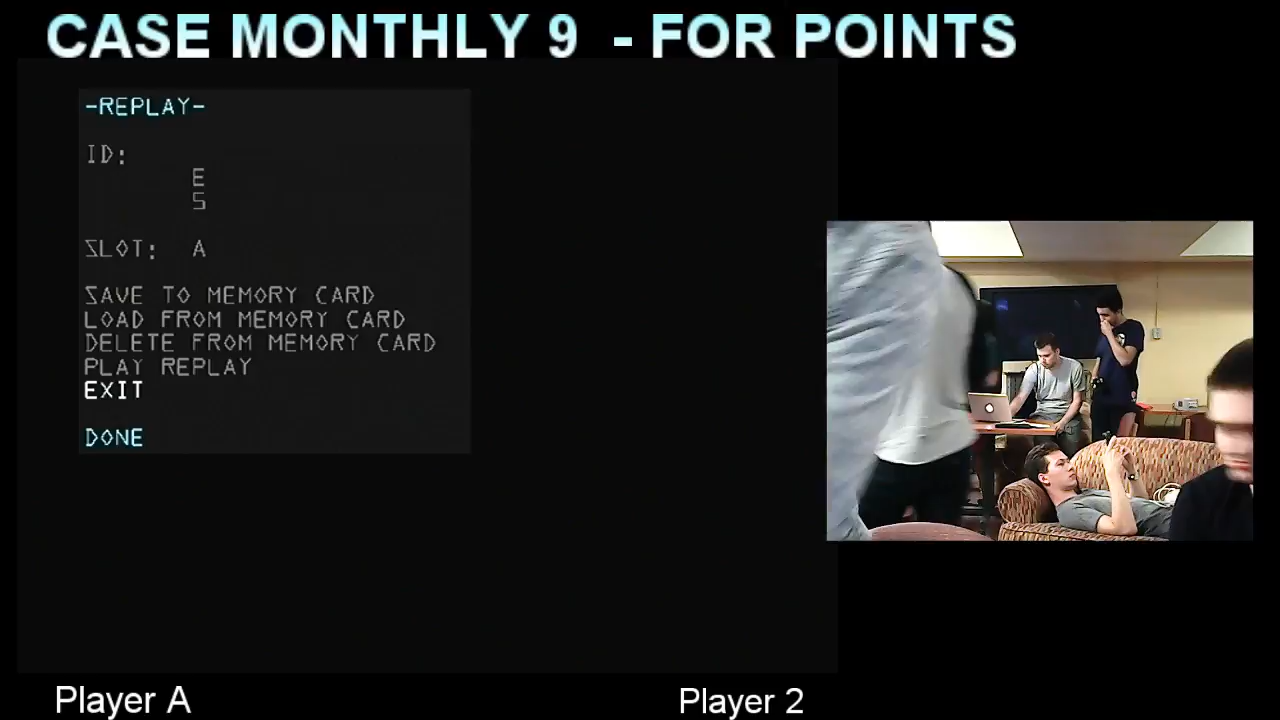 CASE MONTHLY 9 - FOR POINTS
-REPLAY-
ID:
E
S
SLOT: A
SAVE TO MEMORY CARD
LOAD FROM MEMORY CARD
DELETE FROM MEMORY CARD
PLAY REPLAY
EXIT
DONE
Player A
Player 2